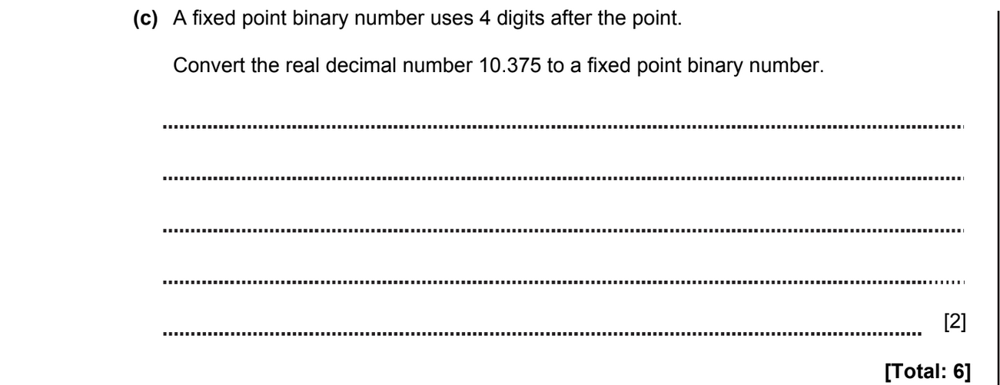 (c) A fixed point binary number uses 4 digits after the point.
Convert the real decimal number 10.375 to a fixed point binary number.
[2]
[Total: 6]